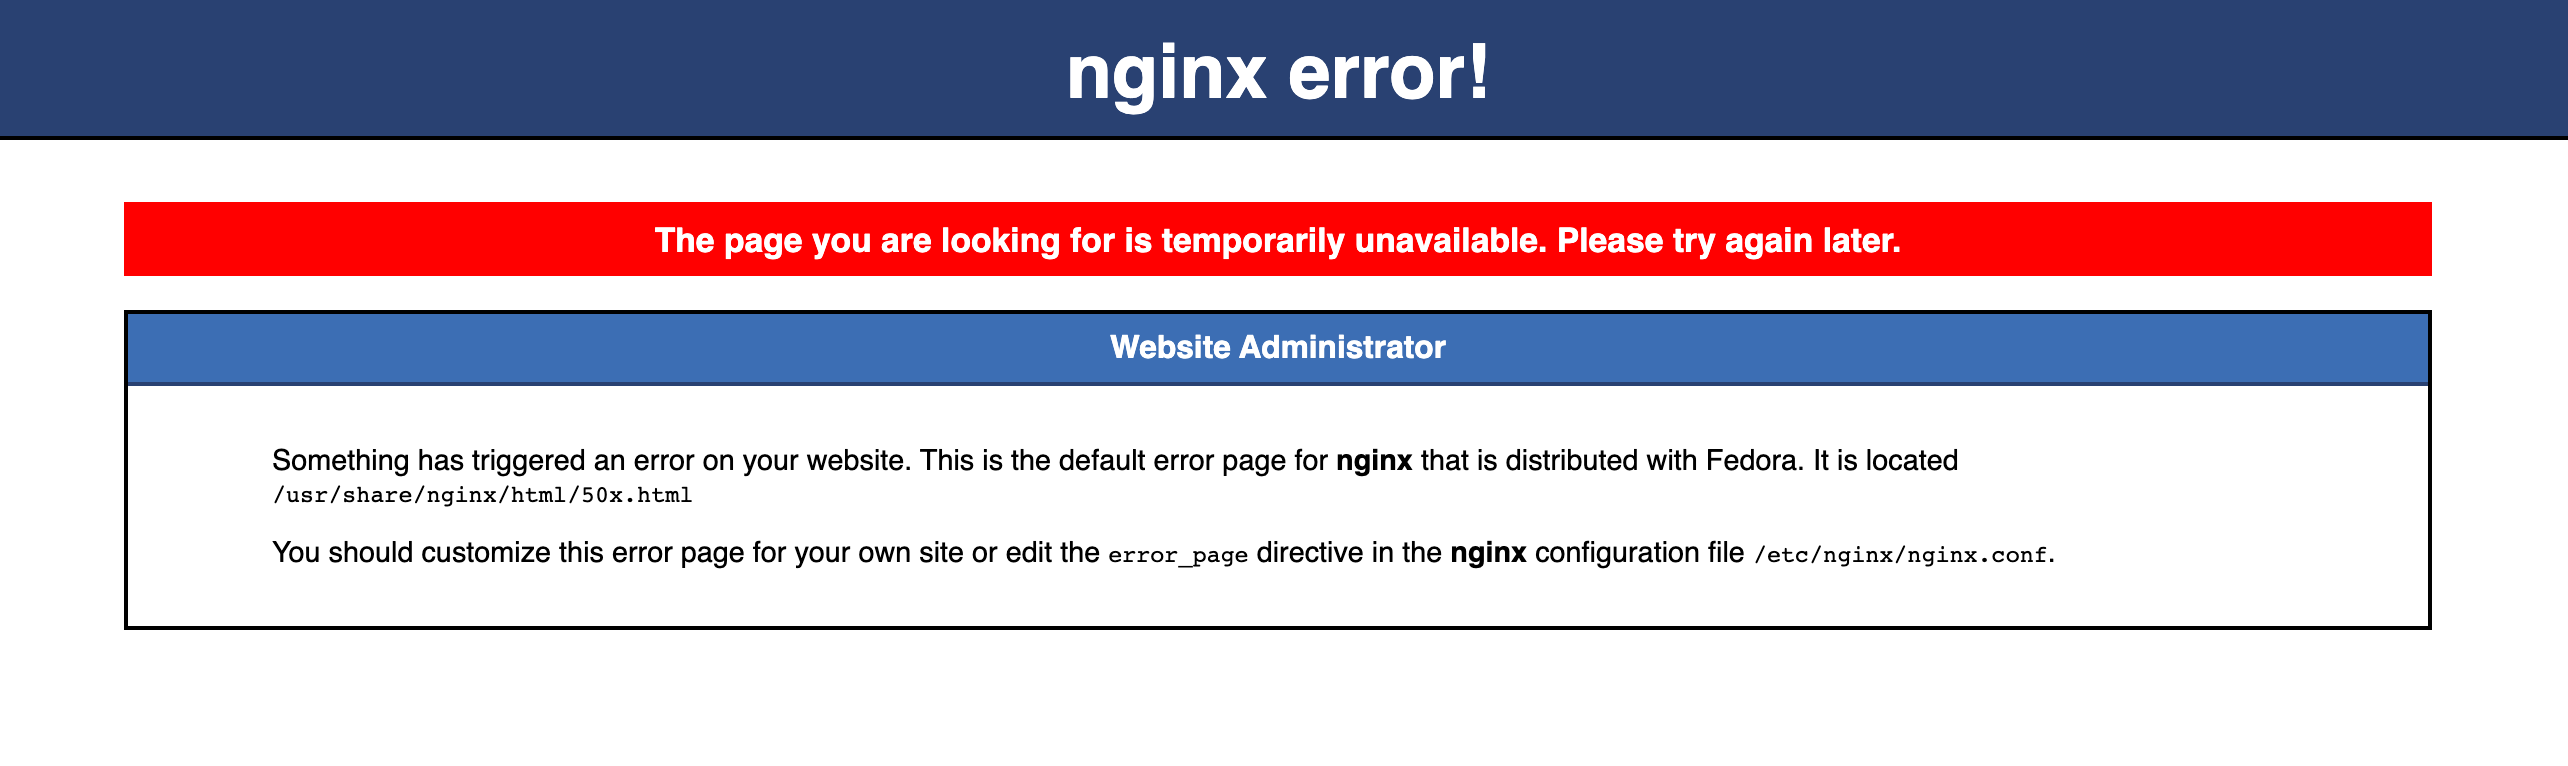 nginx error!
The page you are looking for is temporarily unavailable. Please try again later.
Website Administrator
Something has triggered an error on your website. This is the default error page for nginx that is distributed with Fedora. It is located
/usr/share/nginx/html/50x.html
You should customize this error page for your own site or edit the error_page directive in the nginx configuration file /etc/nginx/nginx.conf.